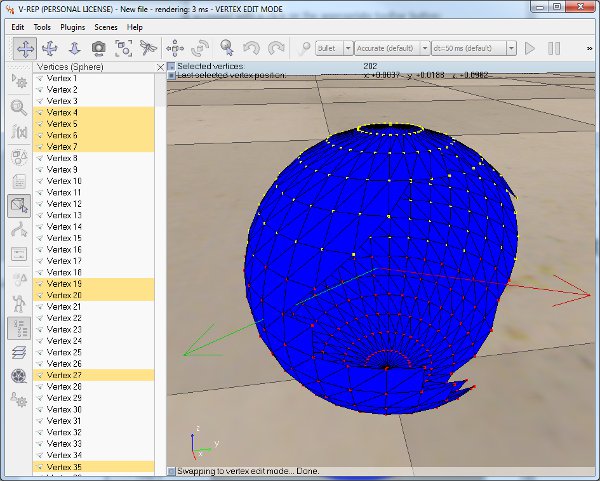 V-REP (PERSONAL LICENSE) - New file - rendering: 3 ms - VERTEX EDIT MODE
Edit Tools Plugins Scenes Help
Bullet Accurate (default) dt=50 ms (default)
Vertices (Sphere)
Selected vertices: 202
Last selected vertex position: x: +0.0037 y: +0.0188 z: +0.0982
Vertex 1
Vertex 2
Vertex 3
Vertex 4
Vertex 5
Vertex 6
Vertex 7
Vertex 8
Vertex 9
Vertex 10
Vertex 11
Vertex 12
Vertex 13
Vertex 14
Vertex 15
Vertex 16
Vertex 17
Vertex 18
Vertex 19
Vertex 20
Vertex 21
Vertex 22
Vertex 23
Vertex 24
Vertex 25
Vertex 26
Vertex 27
Vertex 28
Vertex 29
Vertex 30
Vertex 31
Vertex 32
Vertex 33
Vertex 34
Vertex 35
f(x)
z
y
x
Swapping to vertex edit mode... Done.